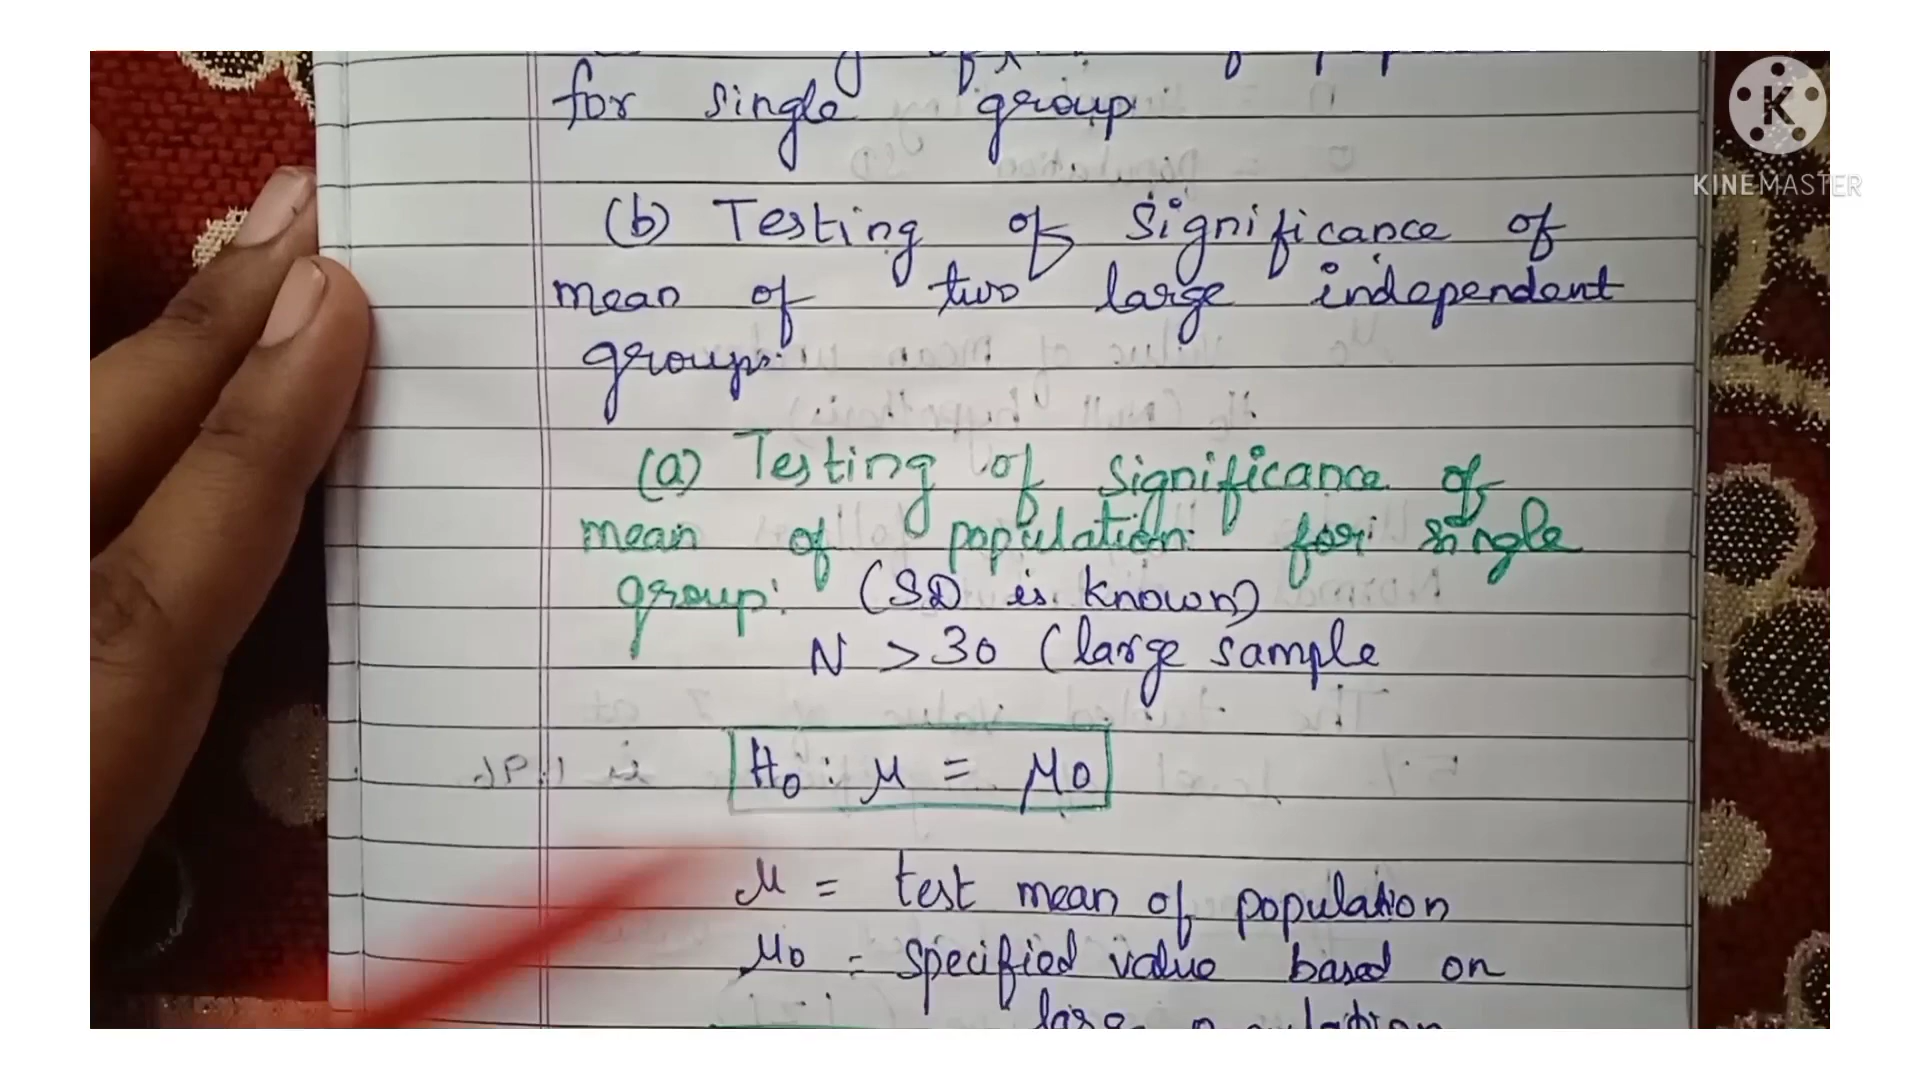 for single group
(b) Testing of significance of
mean of two large independent
groups:
(a) Testing of significance of
mean of population for single
group: (SD is known)
N > 30 (large sample
H0 : μ = μ0
μ = test mean of population
μ0 = specified value based on
large population
K
KINEMASTER